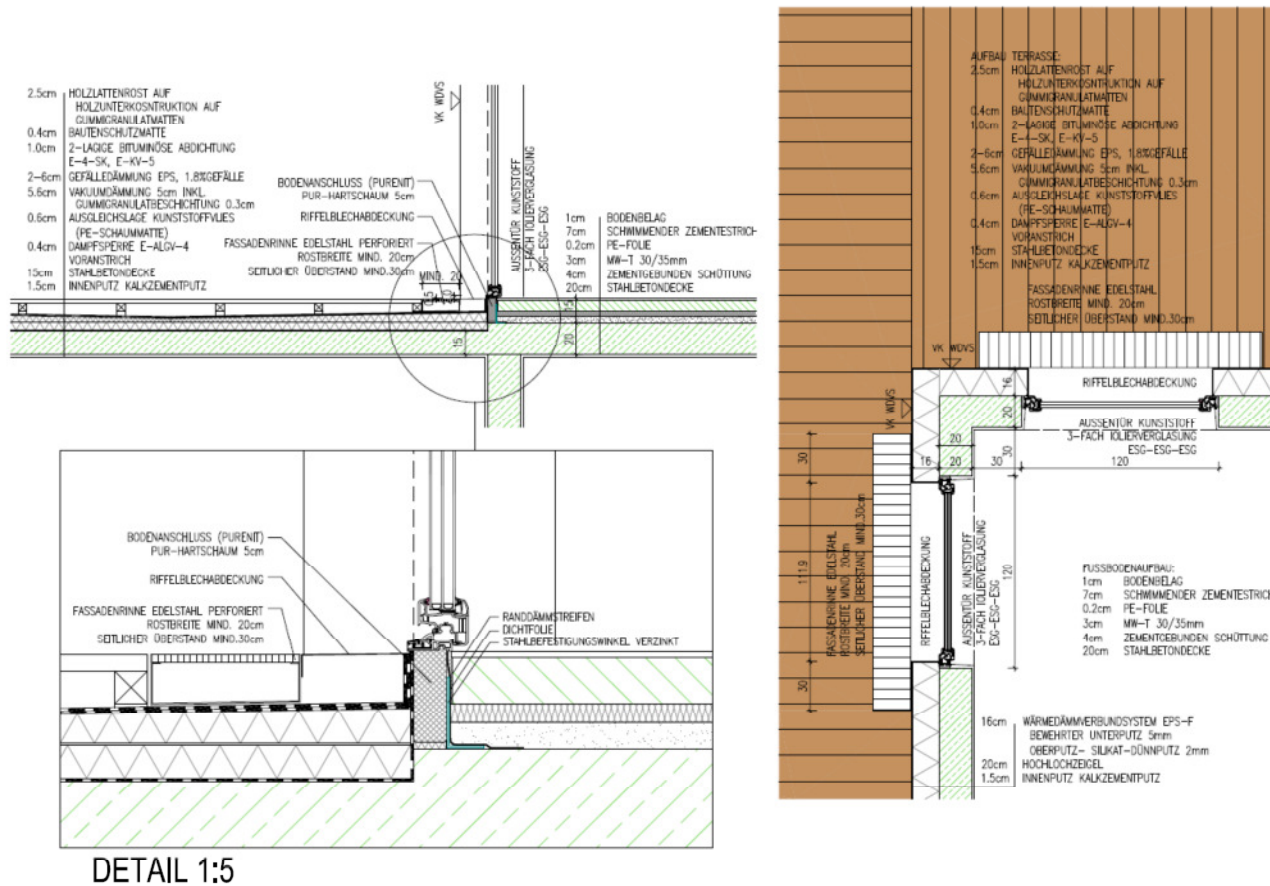 2.5cm HOLZLATTENROST AUF
HOLZUNTERKOSNTRUKTION AUF
GUMMIGRANULATMATTEN
0.4cm BAUTENSCHUTZMATTE
1.0cm 2-LAGIGE BITUMINÖSE ABDICHTUNG
E-4-SK, E-KV-5
2-6cm GEFÄLLEDÄMMUNG EPS, 1.8%GEFÄLLE
5.6cm VAKUUMDÄMMUNG 5cm INKL.
GUMMIGRANULATBESCHICHTUNG 0.3cm
0.6cm AUSGLEICHSLAGE KUNSTSTOFFVLIES
(PE-SCHAUMMATTE)
0.4cm DAMPFSPERRE E-ALGV-4
VORANSTRICH
15cm STAHLBETONDECKE
1.5cm INNENPUTZ KALKZEMENTPUTZ
BODENANSCHLUSS (PURENIT)
PUR-HARTSCHAUM 5cm
RIFFELBLECHABDECKUNG
FASSADENRINNE EDELSTAHL PERFORIERT
ROSTBREITE MIND. 20cm
SEITLICHER ÜBERSTAND MIND.30cm
MIND. 20
VK WDVS
AUSSENTÜR KUNSTSTOFF
3-FACH IOLIERVERGLASUNG
ESG-ESG-ESG
1cm BODENBELAG
7cm SCHWIMMENDER ZEMENTESTRICH
0.2cm PE-FOLIE
3cm MW-T 30/35mm
4cm ZEMENTGEBUNDEN SCHÜTTUNG
20cm STAHLBETONDECKE
15
15
20
BODENANSCHLUSS (PURENIT)
PUR-HARTSCHAUM 5cm
RIFFELBLECHABDECKUNG
FASSADENRINNE EDELSTAHL PERFORIERT
ROSTBREITE MIND. 20cm
SEITLICHER ÜBERSTAND MIND.30cm
RANDDÄMMSTREIFEN
DICHTFOLIE
STAHLBEFESTIGUNGSWINKEL VERZINKT
DETAIL 1:5
AUFBAU TERRASSE:
2.5cm HOLZLATTENROST AUF
HOLZUNTERKOSNTRUKTION AUF
GUMMIGRANULATMATTEN
0.4cm BAUTENSCHUTZMATTE
1.0cm 2-LAGIGE BITUMINÖSE ABDICHTUNG
E-4-SK, E-KV-5
2-6cm GEFÄLLEDÄMMUNG EPS, 1.8%GEFÄLLE
5.6cm VAKUUMDÄMMUNG 5cm INKL.
GUMMIGRANULATBESCHICHTUNG 0.3cm
0.6cm AUSGLEICHSLAGE KUNSTSTOFFVLIES
(PE-SCHAUMMATTE)
0.4cm DAMPFSPERRE E-ALGV-4
VORANSTRICH
15cm STAHLBETONDECKE
1.5cm INNENPUTZ KALKZEMENTPUTZ
FASSADENRINNE EDELSTAHL
ROSTBREITE MIND. 20cm
SEITLICHER ÜBERSTAND MIND.30cm
VK WDVS
RIFFELBLECHABDECKUNG
16
20
30
AUSSENTÜR KUNSTSTOFF
3-FACH IOLIERVERGLASUNG
ESG-ESG-ESG
120
VK WDVS
20
16 20 30
30
111.9
30
FASSADENRINNE EDELSTAHL
ROSTBREITE MIND. 20cm
SEITLICHER ÜBERSTAND MIND.30cm
RIFFELBLECHABDECKUNG
AUSSENTÜR KUNSTSTOFF
3-FACH IOLIERVERGLASUNG
ESG-ESG-ESG
120
FUSSBODENAUFBAU:
1cm BODENBELAG
7cm SCHWIMMENDER ZEMENTESTRICH
0.2cm PE-FOLIE
3cm MW-T 30/35mm
4cm ZEMENTGEBUNDEN SCHÜTTUNG
20cm STAHLBETONDECKE
16cm WÄRMEDÄMMVERBUNDSYSTEM EPS-F
BEWEHRTER UNTERPUTZ 5mm
OBERPUTZ- SILIKAT-DÜNNPUTZ 2mm
20cm HOCHLOCHZEIGEL
1.5cm INNENPUTZ KALKZEMENTPUTZ